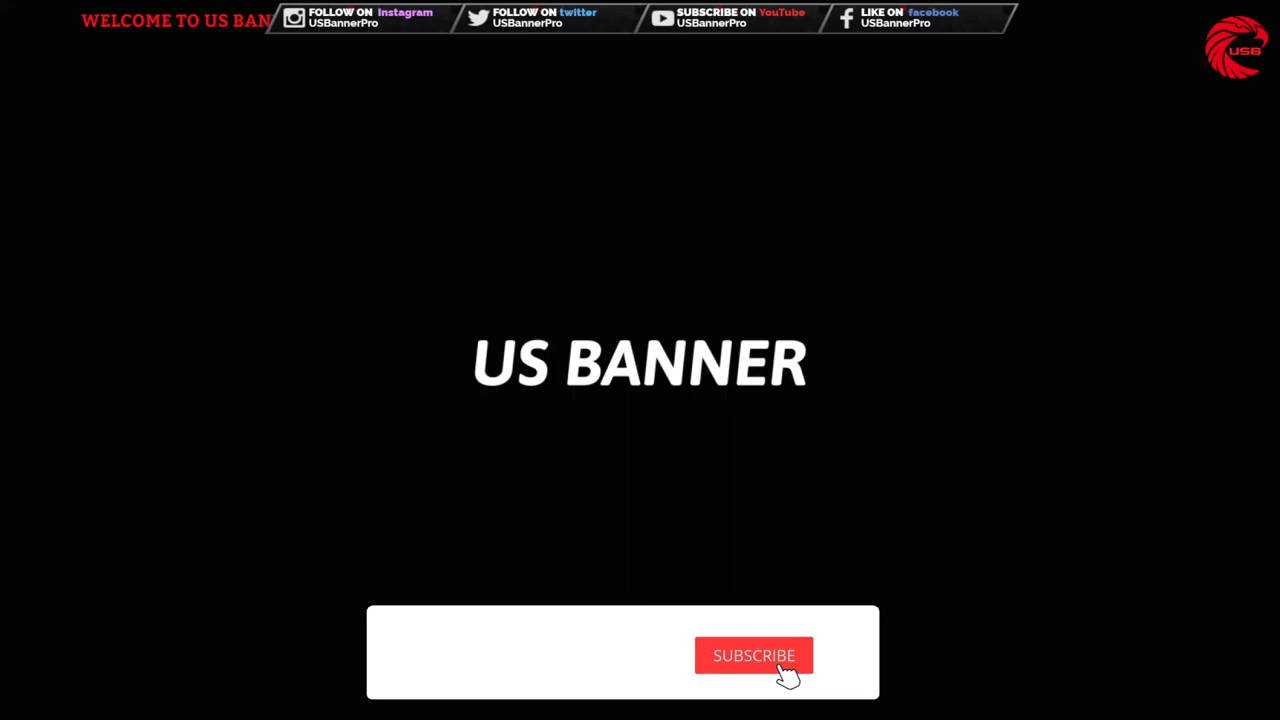 WELCOME TO US BAN
FOLLOW ON Instagram
USBannerPro
FOLLOW ON twitter
USBannerPro
SUBSCRIBE ON YouTube
USBannerPro
LIKE ON facebook
USBannerPro
USB
US BANNER
SUBSCRIBE